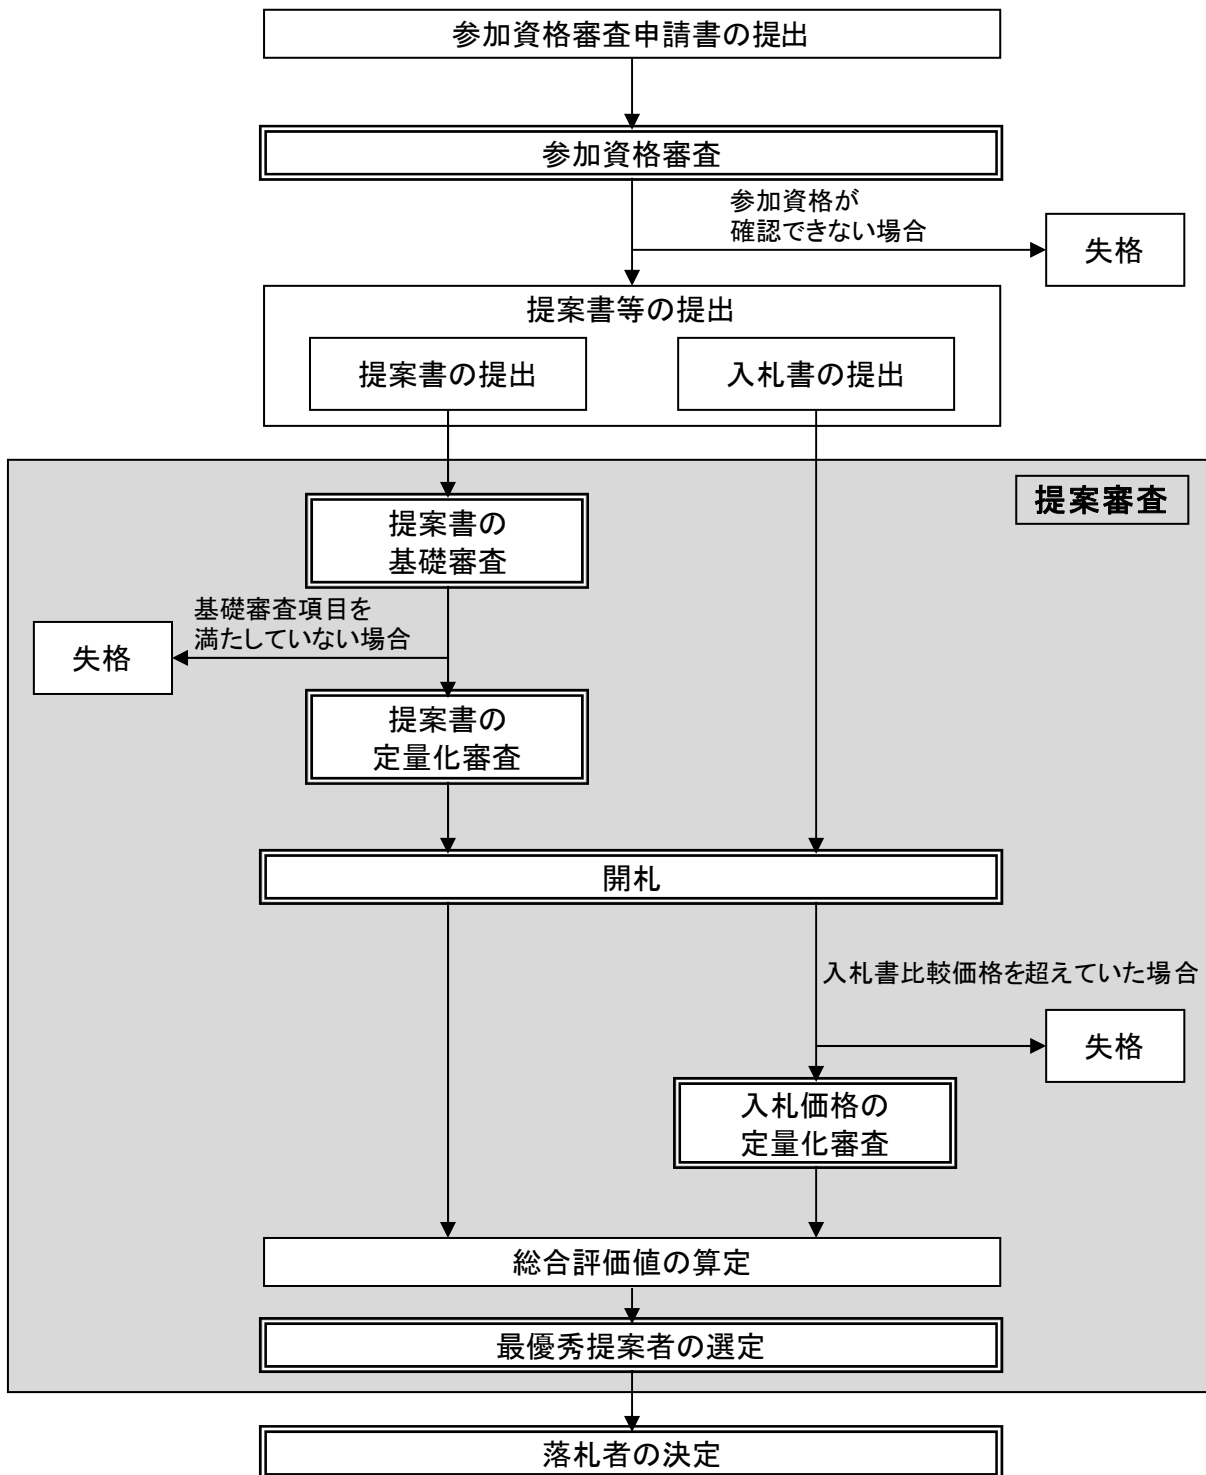 参加資格審査申請書の提出
参加資格審査
参加資格が
確認できない場合
失格
提案書等の提出
提案書の提出
入札書の提出
提案審査
提案書の
基礎審査
基礎審査項目を
満たしていない場合
失格
提案書の
定量化審査
開札
入札書比較価格を超えていた場合
失格
入札価格の
定量化審査
総合評価値の算定
最優秀提案者の選定
落札者の決定